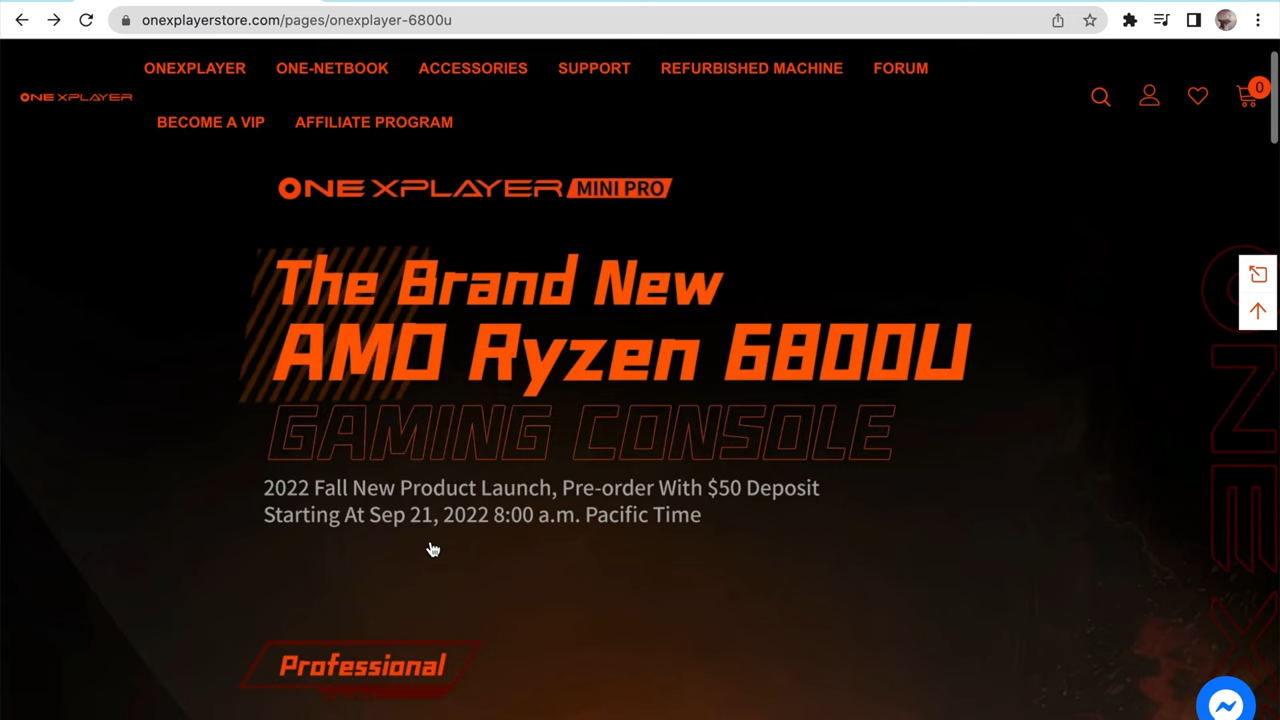 onexplayerstore.com/pages/onexplayer-6800u
ONEXPLAYER ONE-NETBOOK ACCESSORIES SUPPORT REFURBISHED MACHINE FORUM
ONEXPLAYER
0
BECOME A VIP AFFILIATE PROGRAM
ONEXPLAYER MINI PRO
The Brand New
AMD Ryzen 6800U
GAMING CONSOLE
2022 Fall New Product Launch, Pre-order With $50 Deposit
Starting At Sep 21, 2022 8:00 a.m. Pacific Time
Professional